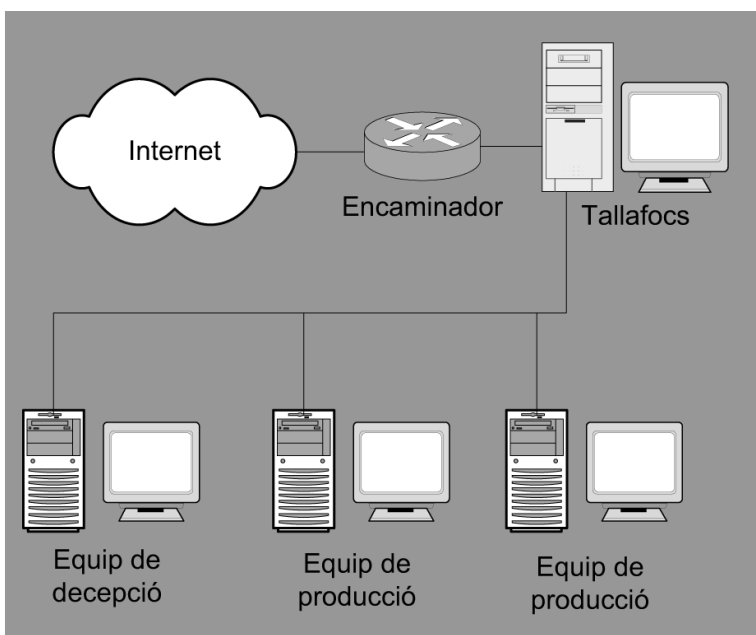 Internet
Encaminador
Tallafocs
Equip de
decepció
Equip de
producció
Equip de
producció